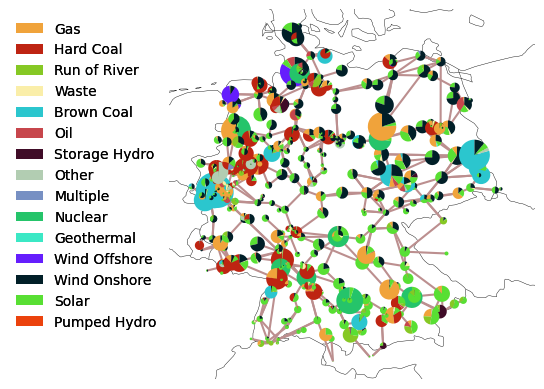 Gas
Hard Coal
Run of River
Waste
Brown Coal
Oil
Storage Hydro
Other
Multiple
Nuclear
Geothermal
Wind Offshore
Wind Onshore
Solar
Pumped Hydro